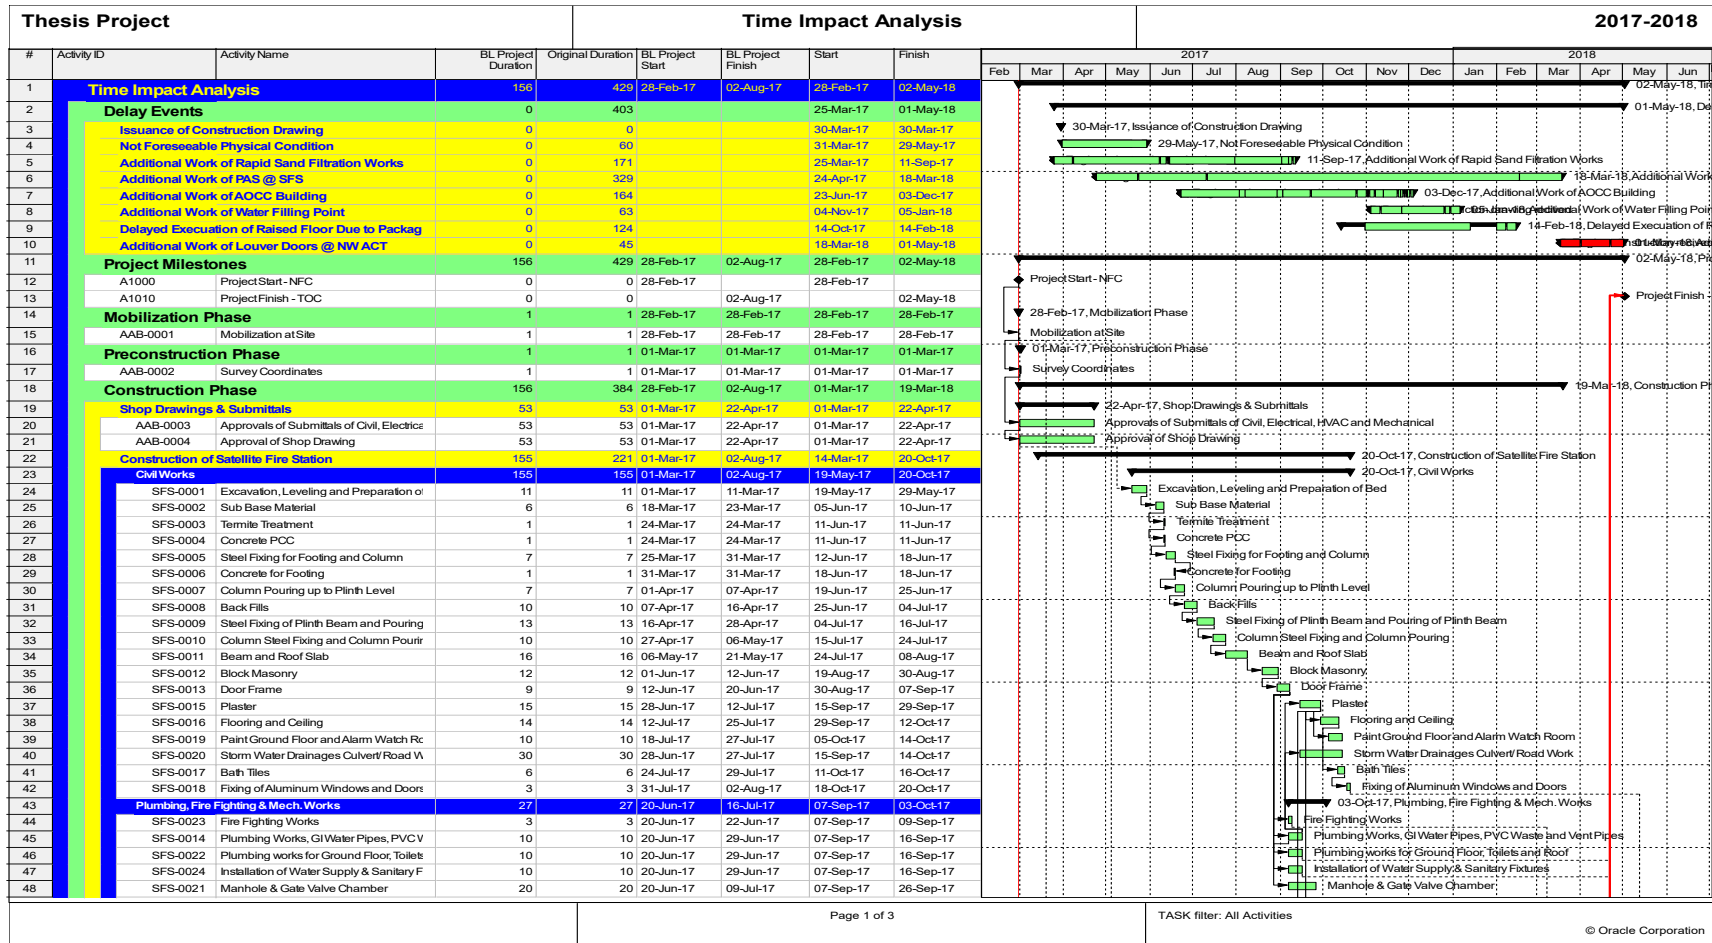 Thesis Project Time Impact Analysis 2017-2018
# Activity ID Activity Name BL Project Duration Original Duration BL Project Start BL Project Finish Start Finish 2017 2018
Feb Mar Apr May Jun Jul Aug Sep Oct Nov Dec Jan Feb Mar Apr May Jun
1 Time Impact Analysis 156 429 28-Feb-17 02-Aug-17 28-Feb-17 02-May-18 02-May-18,
2 Delay Events 0 403 25-Mar-17 01-May-18 01-May-18,
3 Issuance of Construction Drawing 0 0 30-Mar-17 30-Mar-17 30-Mar-17, Issuance of Construction Drawing
4 Not Foreseeable Physical Condition 0 60 31-Mar-17 29-May-17 29-May-17, Not Foreseeable Physical Condition
5 Additional Work of Rapid Sand Filtration Works 0 171 25-Mar-17 11-Sep-17 11-Sep-17, Additional Work of Rapid Sand Filtration Works
6 Additional Work of PAS @ SFS 0 329 24-Apr-17 18-Mar-18 18-Mar-18, Additional Work
7 Additional Work of AOCC Building 0 164 23-Jun-17 03-Dec-17 03-Dec-17, Additional Work of AOCC Building
8 Additional Work of Water Filling Point 0 63 04-Nov-17 05-Jan-18 Work of Water Filling Poin
9 Delayed Execuation of Raised Floor Due to Packag 0 124 14-Oct-17 14-Feb-18 14-Feb-18, Delayed Execution of R
10 Additional Work of Louver Doors @ NW ACT 0 45 18-Mar-18 01-May-18
11 Project Milestones 156 429 28-Feb-17 02-Aug-17 28-Feb-17 02-May-18 02-May-18,
12 A1000 Project Start - NFC 0 0 28-Feb-17 28-Feb-17 Project Start - NFC
13 A1010 Project Finish - TOC 0 0 02-Aug-17 02-May-18 Project Finish -
14 Mobilization Phase 1 1 28-Feb-17 28-Feb-17 28-Feb-17 28-Feb-17 28-Feb-17, Mobilization Phase
15 AAB-0001 Mobilization at Site 1 1 28-Feb-17 28-Feb-17 28-Feb-17 28-Feb-17 Mobilization at Site
16 Preconstruction Phase 1 1 01-Mar-17 01-Mar-17 01-Mar-17 01-Mar-17 01-Mar-17, Preconstruction Phase
17 AAB-0002 Survey Coordinates 1 1 01-Mar-17 01-Mar-17 01-Mar-17 01-Mar-17 Survey Coordinates
18 Construction Phase 156 384 28-Feb-17 02-Aug-17 01-Mar-17 19-Mar-18 19-Mar-18, Construction Ph
19 Shop Drawings & Submittals 53 53 01-Mar-17 22-Apr-17 01-Mar-17 22-Apr-17 22-Apr-17, Shop Drawings & Submittals
20 AAB-0003 Approvals of Submittals of Civil, Electrica 53 53 01-Mar-17 22-Apr-17 01-Mar-17 22-Apr-17 Approvals of Submittals of Civil, Electrical, HVAC and Mechanical
21 AAB-0004 Approval of Shop Drawing 53 53 01-Mar-17 22-Apr-17 01-Mar-17 22-Apr-17 Approval of Shop Drawing
22 Construction of Satellite Fire Station 155 221 01-Mar-17 02-Aug-17 14-Mar-17 20-Oct-17 20-Oct-17, Construction of Satellite Fire Station
23 Civil Works 155 155 01-Mar-17 02-Aug-17 19-May-17 20-Oct-17 20-Oct-17, Civil Works
24 SFS-0001 Excavation, Leveling and Preparation of 11 11 01-Mar-17 11-Mar-17 19-May-17 29-May-17 Excavation, Leveling and Preparation of Bed
25 SFS-0002 Sub Base Material 6 6 18-Mar-17 23-Mar-17 05-Jun-17 10-Jun-17 Sub Base Material
26 SFS-0003 Termite Treatment 1 1 24-Mar-17 24-Mar-17 11-Jun-17 11-Jun-17 Termite Treatment
27 SFS-0004 Concrete PCC 1 1 24-Mar-17 24-Mar-17 11-Jun-17 11-Jun-17 Concrete PCC
28 SFS-0005 Steel Fixing for Footing and Column 7 7 25-Mar-17 31-Mar-17 12-Jun-17 18-Jun-17 Steel Fixing for Footing and Column
29 SFS-0006 Concrete for Footing 1 1 31-Mar-17 31-Mar-17 18-Jun-17 18-Jun-17 Concrete for Footing
30 SFS-0007 Column Pouring up to Plinth Level 7 7 01-Apr-17 07-Apr-17 19-Jun-17 25-Jun-17 Column Pouring up to Plinth Level
31 SFS-0008 Back Fills 10 10 07-Apr-17 16-Apr-17 25-Jun-17 04-Jul-17 Back Fills
32 SFS-0009 Steel Fixing of Plinth Beam and Pouring 13 13 16-Apr-17 28-Apr-17 04-Jul-17 16-Jul-17 Steel Fixing of Plinth Beam and Pouring of Plinth Beam
33 SFS-0010 Column Steel Fixing and Column Pourir 10 10 27-Apr-17 06-May-17 15-Jul-17 24-Jul-17 Column Steel Fixing and Column Pouring
34 SFS-0011 Beam and Roof Slab 16 16 06-May-17 21-May-17 24-Jul-17 08-Aug-17 Beam and Roof Slab
35 SFS-0012 Block Masonry 12 12 01-Jun-17 12-Jun-17 19-Aug-17 30-Aug-17 Block Masonry
36 SFS-0013 Door Frame 9 9 12-Jun-17 20-Jun-17 30-Aug-17 07-Sep-17 Door Frame
37 SFS-0015 Plaster 15 15 28-Jun-17 12-Jul-17 15-Sep-17 29-Sep-17 Plaster
38 SFS-0016 Flooring and Ceiling 14 14 12-Jul-17 25-Jul-17 29-Sep-17 12-Oct-17 Flooring and Ceiling
39 SFS-0019 Paint Ground Floor and Alarm Watch Rc 10 10 18-Jul-17 27-Jul-17 05-Oct-17 14-Oct-17 Paint Ground Floor and Alarm Watch Room
40 SFS-0020 Storm Water Drainages Culvert/ Road W 30 30 28-Jun-17 27-Jul-17 15-Sep-17 14-Oct-17 Storm Water Drainages Culvert/ Road Work
41 SFS-0017 Bath Tiles 6 6 24-Jul-17 29-Jul-17 11-Oct-17 16-Oct-17 Bath Tiles
42 SFS-0018 Fixing of Aluminum Windows and Doors 3 3 31-Jul-17 02-Aug-17 18-Oct-17 20-Oct-17 Fixing of Aluminum Windows and Doors
43 Plumbing, Fire Fighting & Mech. Works 27 27 20-Jun-17 16-Jul-17 07-Sep-17 03-Oct-17 03-Oct-17, Plumbing, Fire Fighting & Mech. Works
44 SFS-0023 Fire Fighting Works 3 3 20-Jun-17 22-Jun-17 07-Sep-17 09-Sep-17 Fire Fighting Works
45 SFS-0014 Plumbing Works, GI Water Pipes, PVC V 10 10 20-Jun-17 29-Jun-17 07-Sep-17 16-Sep-17 Plumbing Works, GI Water Pipes, PVC Waste and Vent Pipes
46 SFS-0022 Plumbing works for Ground Floor, Toilets 10 10 20-Jun-17 29-Jun-17 07-Sep-17 16-Sep-17 Plumbing works for Ground Floor, Toilets and Roof
47 SFS-0024 Installation of Water Supply & Sanitary F 10 10 20-Jun-17 29-Jun-17 07-Sep-17 16-Sep-17 Installation of Water Supply & Sanitary Fixtures
48 SFS-0021 Manhole & Gate Valve Chamber 20 20 20-Jun-17 09-Jul-17 07-Sep-17 26-Sep-17 Manhole & Gate Valve Chamber
Page 1 of 3 TASK filter: All Activities
© Oracle Corporation